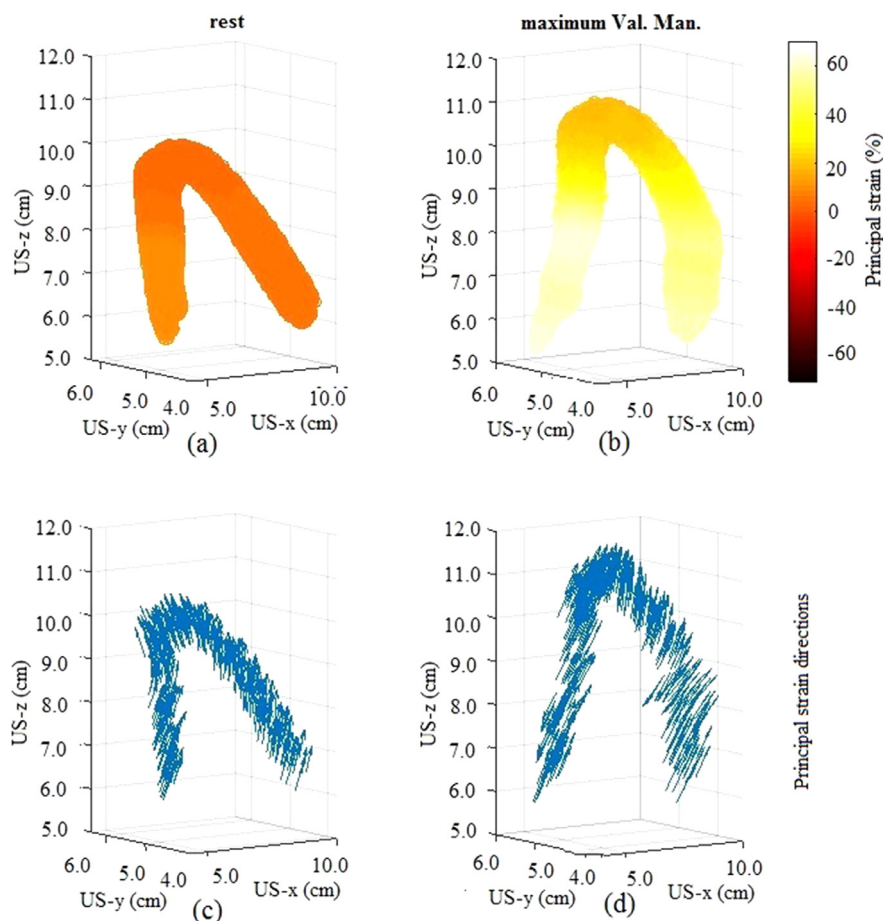 rest
maximum Val. Man.
12.0
11.0
10.0
9.0
8.0
7.0
6.0
5.0
US-z (cm)
6.0
5.0
4.0
US-y (cm)
5.0
10.0
US-x (cm)
(a)
12.0
11.0
10.0
9.0
8.0
7.0
6.0
5.0
US-z (cm)
6.0
5.0
4.0
US-y (cm)
5.0
10.0
US-x (cm)
(b)
60
40
20
0
-20
-40
-60
Principal strain (%)
12.0
11.0
10.0
9.0
8.0
7.0
6.0
5.0
US-z (cm)
6.0
5.0
4.0
US-y (cm)
5.0
10.0
US-x (cm)
(c)
12.0
11.0
10.0
9.0
8.0
7.0
6.0
5.0
US-z (cm)
6.0
5.0
4.0
US-y (cm)
5.0
10.0
US-x (cm)
(d)
Principal strain directions